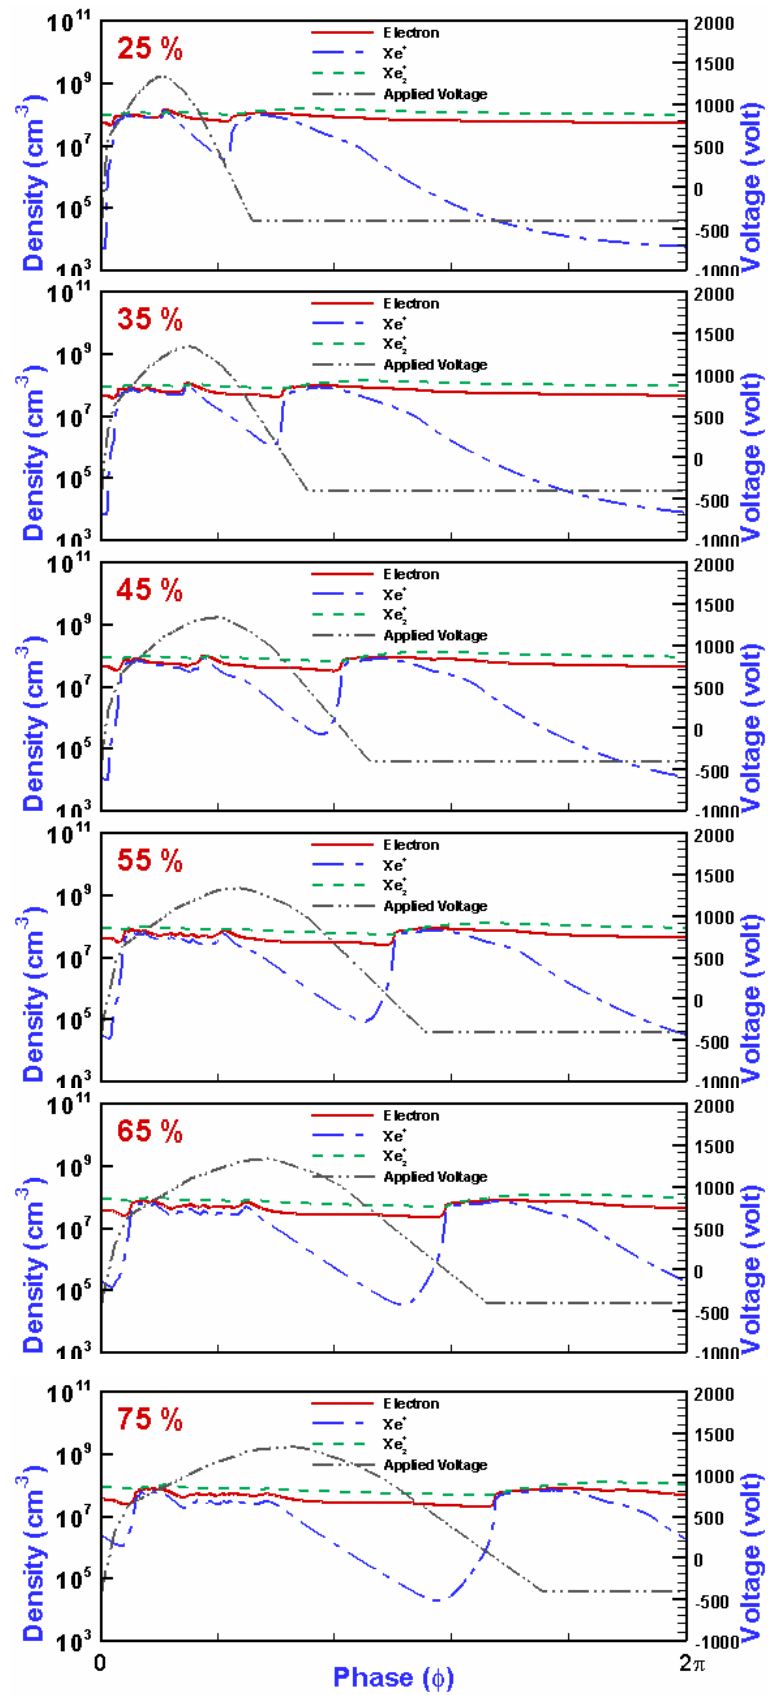 25 %
Electron
Xe⁺
Xe₂⁺
Applied Voltage
Density (cm⁻³)
10¹¹
10⁹
10⁷
10⁵
10³
2000
1500
1000
500
0
-500
-1000
Voltage (volt)
35 %
Electron
Xe⁺
Xe₂⁺
Applied Voltage
Density (cm⁻³)
10¹¹
10⁹
10⁷
10⁵
10³
2000
1500
1000
500
0
-500
-1000
Voltage (volt)
45 %
Electron
Xe⁺
Xe₂⁺
Applied Voltage
Density (cm⁻³)
10¹¹
10⁹
10⁷
10⁵
10³
2000
1500
1000
500
0
-500
-1000
Voltage (volt)
55 %
Electron
Xe⁺
Xe₂⁺
Applied Voltage
Density (cm⁻³)
10¹¹
10⁹
10⁷
10⁵
10³
2000
1500
1000
500
0
-500
-1000
Voltage (volt)
65 %
Electron
Xe⁺
Xe₂⁺
Applied Voltage
Density (cm⁻³)
10¹¹
10⁹
10⁷
10⁵
10³
2000
1500
1000
500
0
-500
-1000
Voltage (volt)
75 %
Electron
Xe⁺
Xe₂⁺
Applied Voltage
Density (cm⁻³)
10¹¹
10⁹
10⁷
10⁵
10³
2000
1500
1000
500
0
-500
-1000
Voltage (volt)
0
2π
Phase (ϕ)